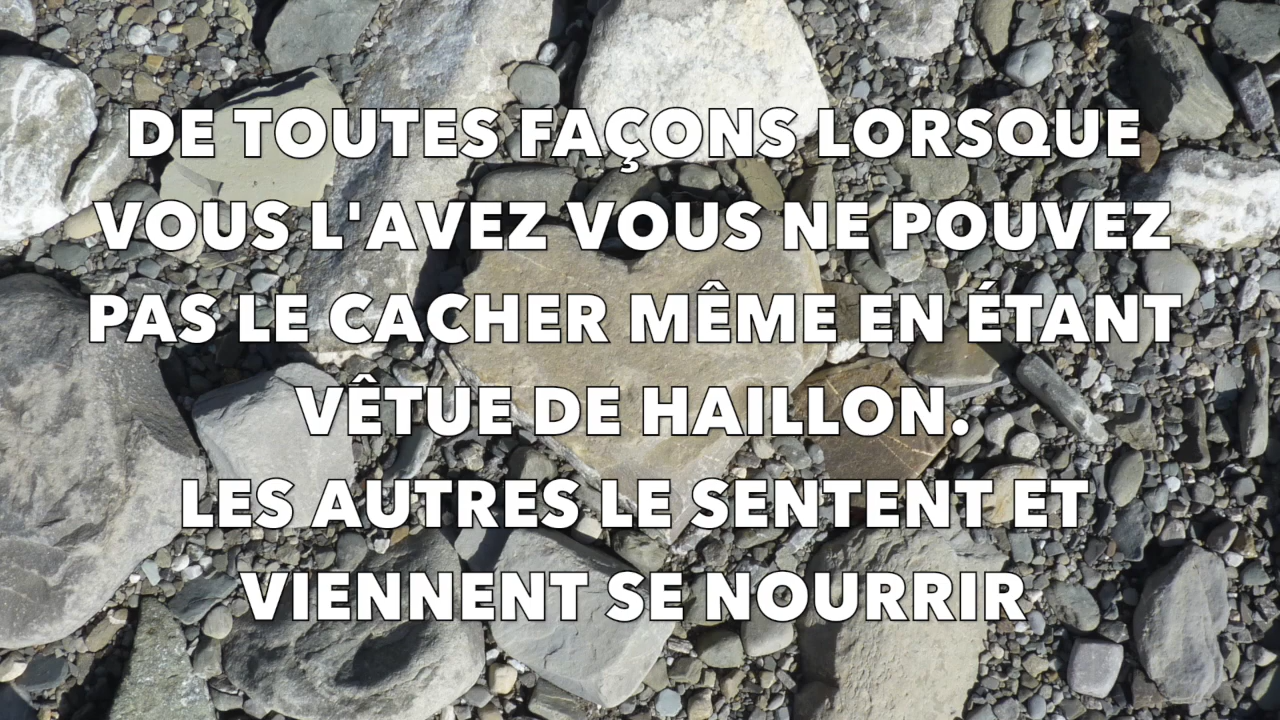 DE TOUTES FAÇONS LORSQUE
VOUS L'AVEZ VOUS NE POUVEZ
PAS LE CACHER MÊME EN ÉTANT
VÊTUE DE HAILLON.
LES AUTRES LE SENTENT ET
VIENNENT SE NOURRIR